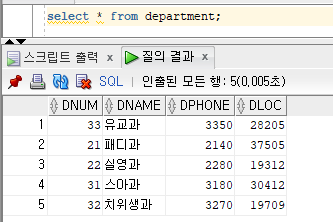 select * from department;
스크립트 출력 × 질의 결과 ×
SQL | 인출된 모든 행: 5(0,005초)
DNUM DNAME DPHONE DLOC
1 33 유교과 3350 28205
2 21 패디과 2140 37505
3 22 실영과 2280 19312
4 31 스마과 3180 30412
5 32 치위생과 3270 19709